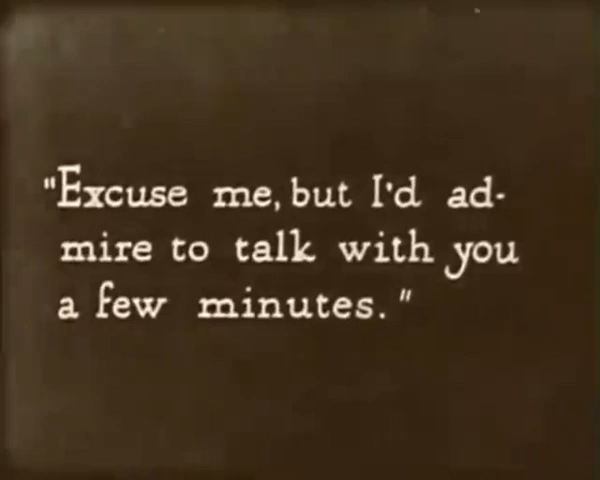 "Excuse me, but I'd ad-
mire to talk with you
a few minutes."